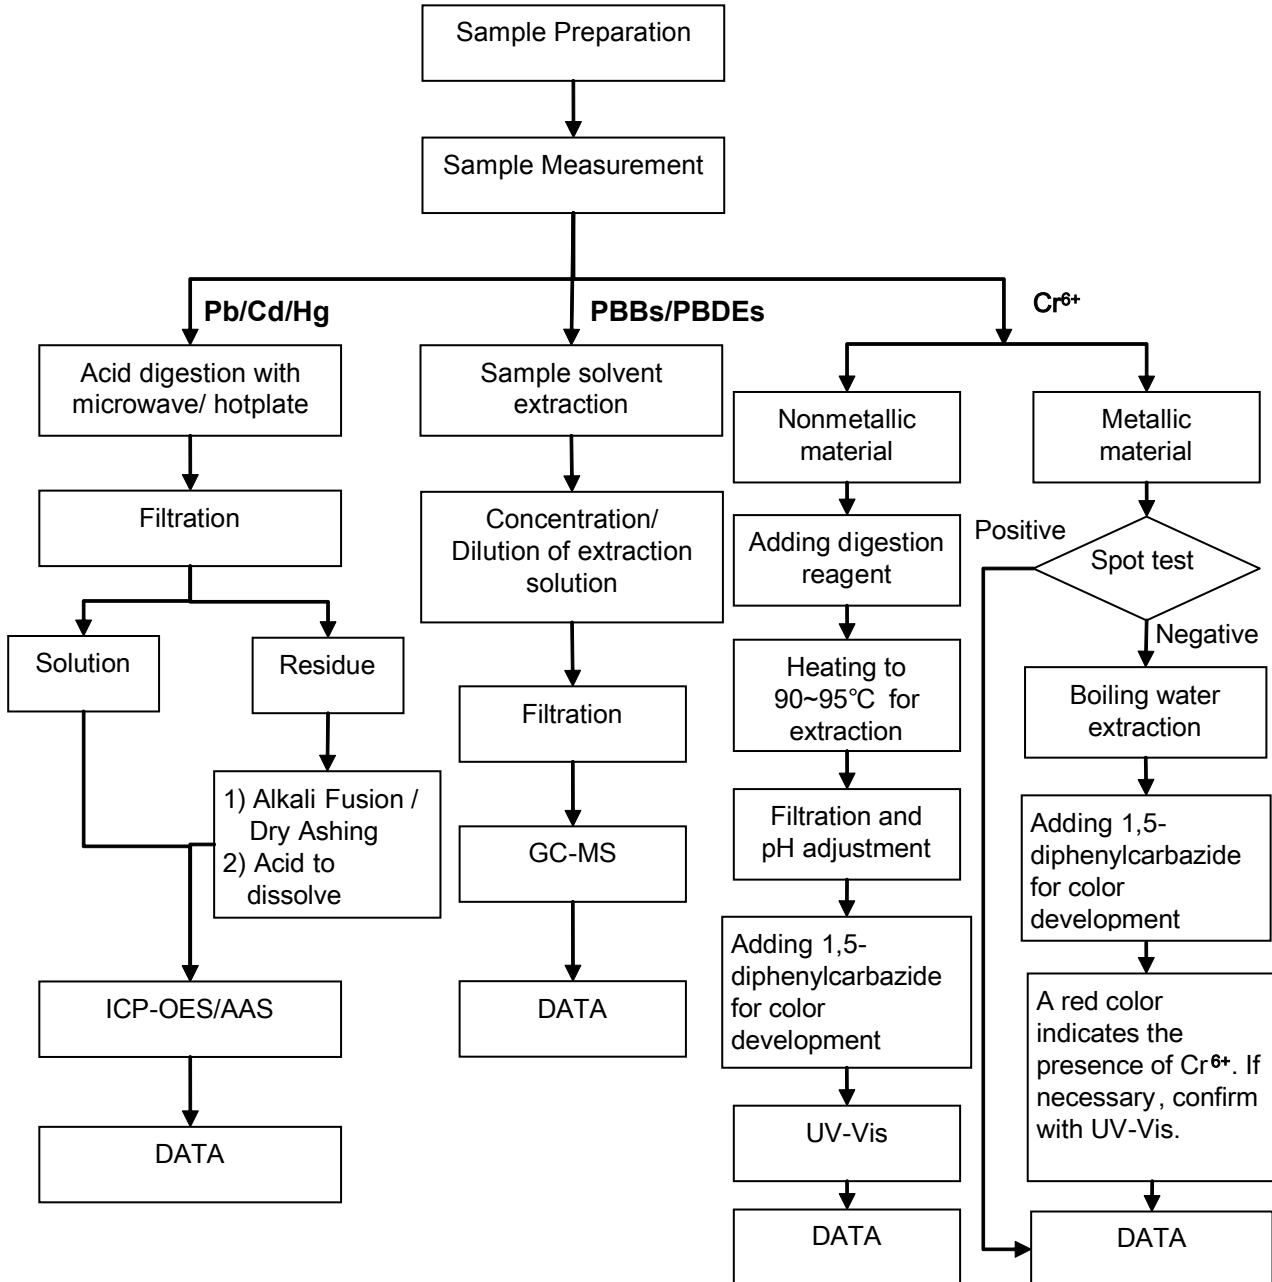 Sample Preparation
Sample Measurement
Pb/Cd/Hg
PBBs/PBDEs
Cr⁶⁺
Acid digestion with
microwave/ hotplate
Filtration
Solution
Residue
1) Alkali Fusion /
Dry Ashing
2) Acid to
dissolve
ICP-OES/AAS
DATA
Sample solvent
extraction
Concentration/
Dilution of extraction
solution
Filtration
GC-MS
DATA
Nonmetallic
material
Adding digestion
reagent
Heating to
90~95℃ for
extraction
Filtration and
pH adjustment
Adding 1,5-
diphenylcarbazide
for color
development
UV-Vis
DATA
Metallic
material
Positive
Spot test
Negative
Boiling water
extraction
Adding 1,5-
diphenylcarbazide
for color
development
A red color
indicates the
presence of Cr⁶⁺. If
necessary, confirm
with UV-Vis.
DATA